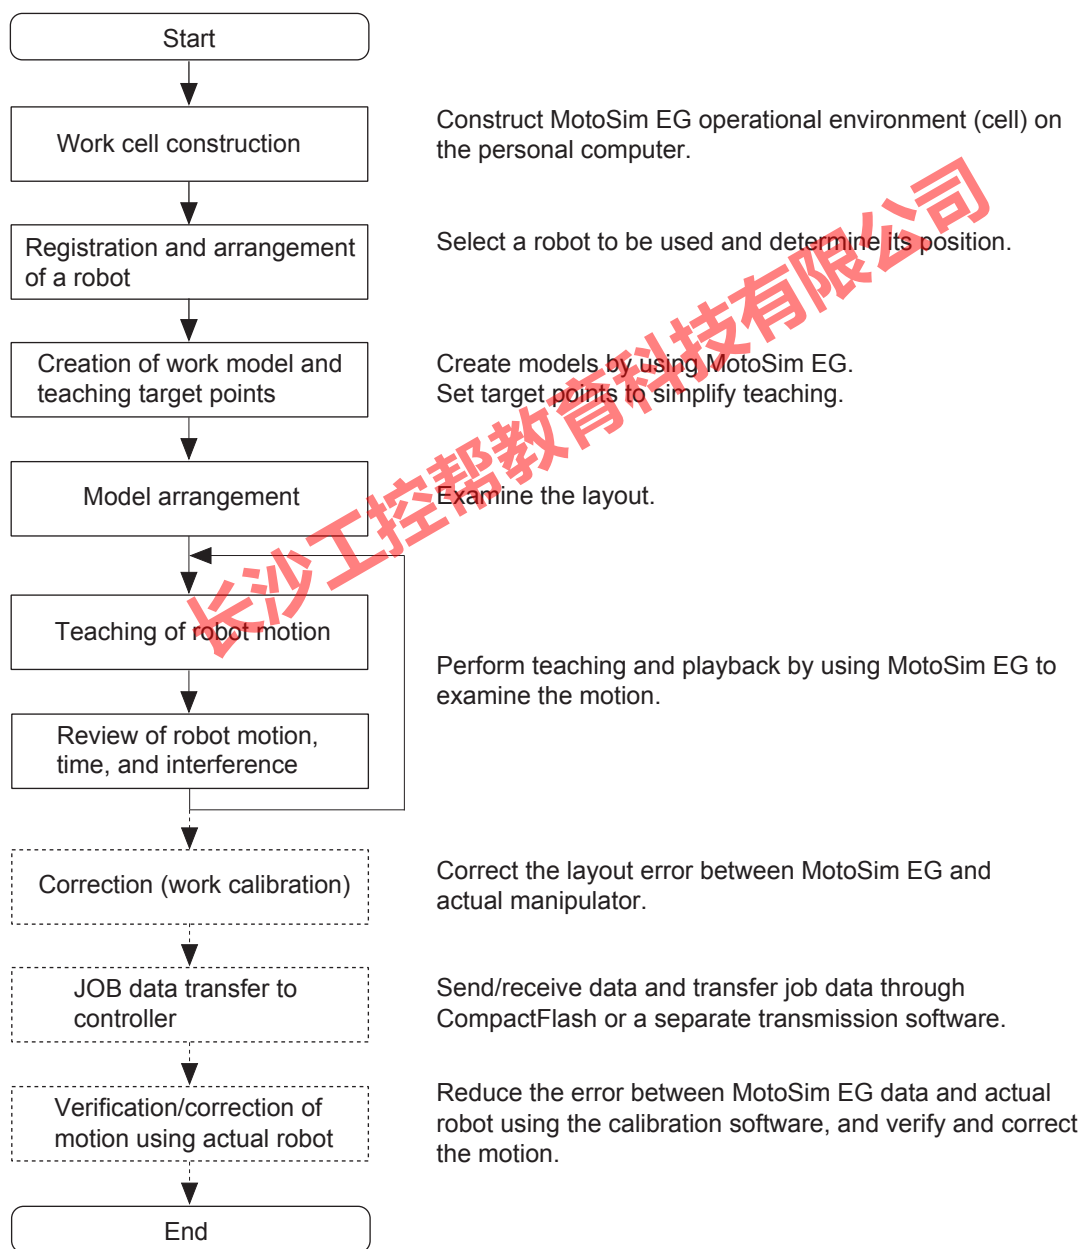 Start
Work cell construction
Construct MotoSim EG operational environment (cell) on
the personal computer.
Registration and arrangement
of a robot
Select a robot to be used and determine its position.
Creation of work model and
teaching target points
Create models by using MotoSim EG.
Set target points to simplify teaching.
Model arrangement
Examine the layout.
Teaching of robot motion
Review of robot motion,
time, and interference
Perform teaching and playback by using MotoSim EG to
examine the motion.
Correction (work calibration)
Correct the layout error between MotoSim EG and
actual manipulator.
JOB data transfer to
controller
Send/receive data and transfer job data through
CompactFlash or a separate transmission software.
Verification/correction of
motion using actual robot
Reduce the error between MotoSim EG data and actual
robot using the calibration software, and verify and correct
the motion.
End
长沙工控帮教育科技有限公司